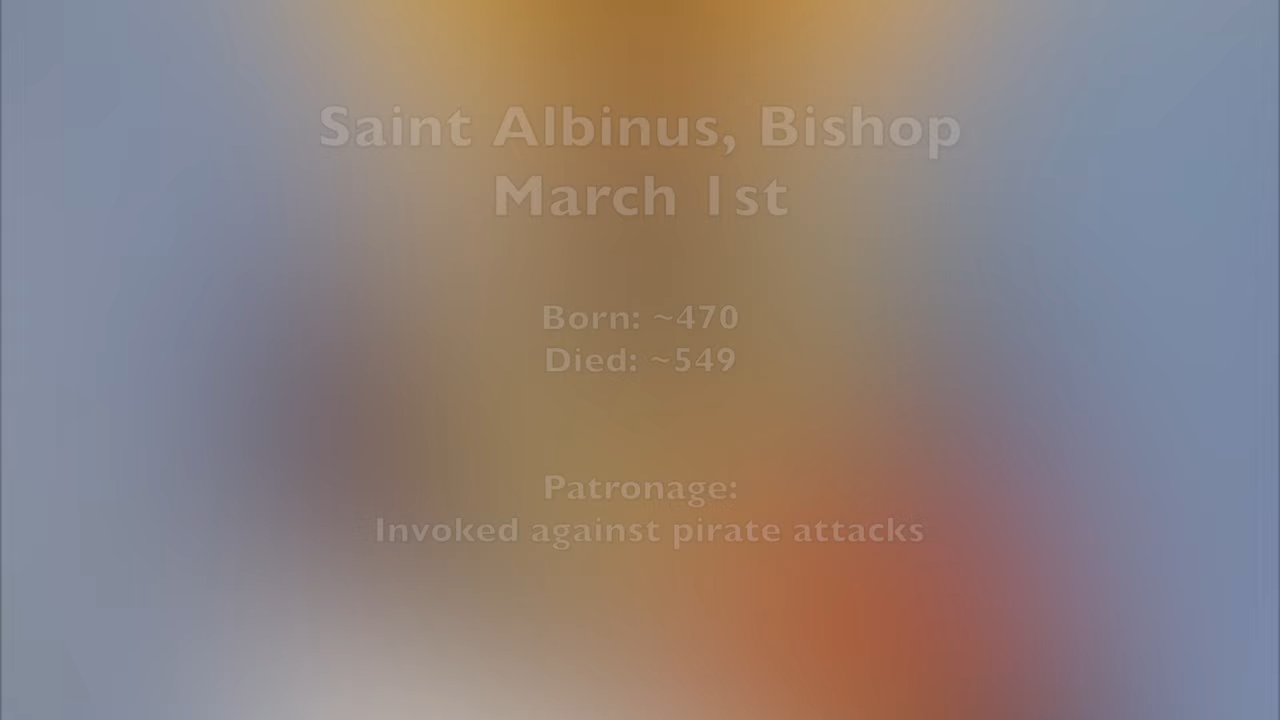 Saint Albinus, Bishop
March 1st
Born: ~470
Died: ~549
Patronage:
Invoked against pirate attacks